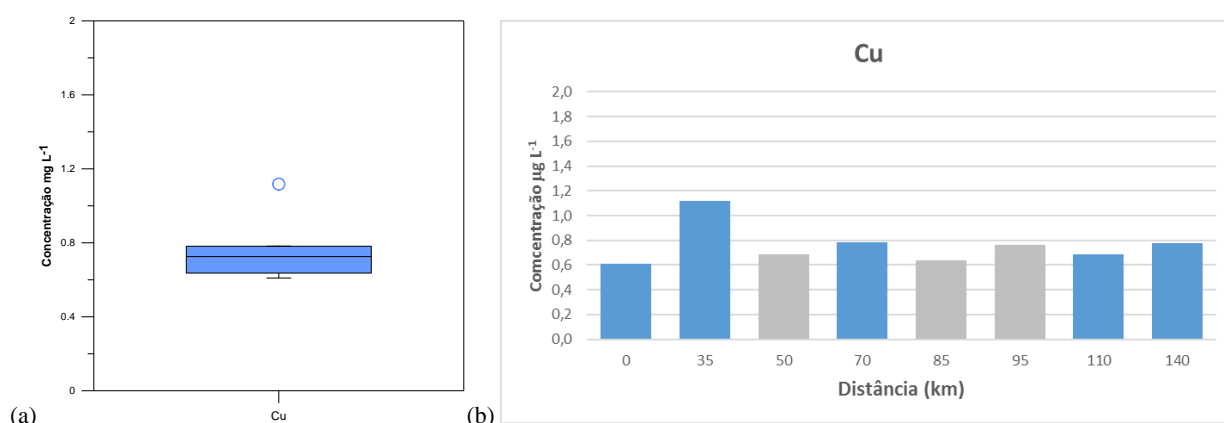 2
1.6
1.2
0.8
0.4
0
Concentração mg L-1
Cu
(a)
Cu
2,0
1,8
1,6
1,4
1,2
1,0
0,8
0,6
0,4
0,2
0,0
Comcentração µg L-1
0 35 50 70 85 95 110 140
Distância (km)
(b)